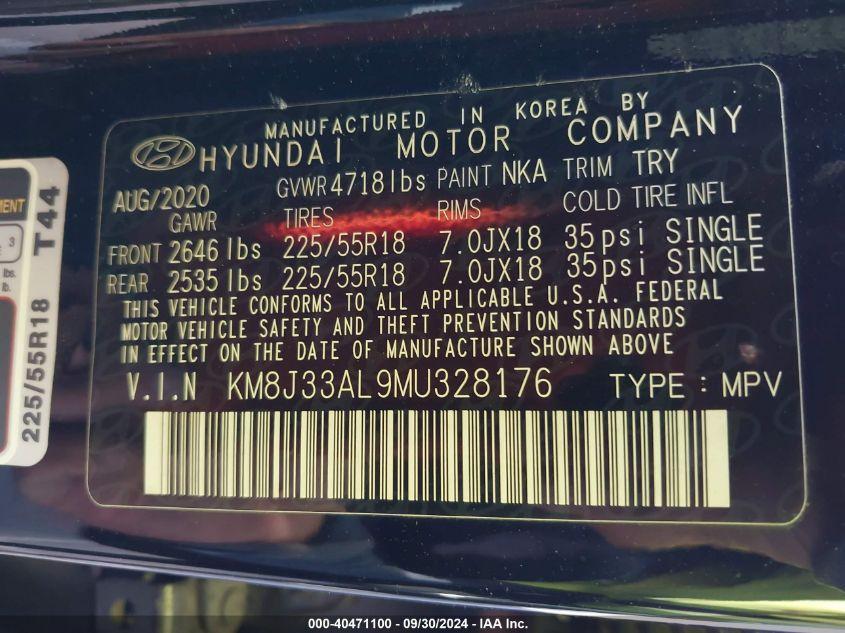 MANUFACTURED IN KOREA BY
HYUNDAI MOTOR COMPANY
AUG/2020 GVWR 4718lbs PAINT NKA TRIM TRY
GAWR TIRES RIMS COLD TIRE INFL
FRONT 2646 lbs 225/55R18 7.0JX18 35psi SINGLE
REAR 2535 lbs 225/55R18 7.0JX18 35psi SINGLE
THIS VEHICLE CONFORMS TO ALL APPLICABLE U.S.A. FEDERAL
MOTOR VEHICLE SAFETY AND THEFT PREVENTION STANDARDS
IN EFFECT ON THE DATE OF MANUFACTURE SHOWN ABOVE
V.I.N KM8J33AL9MU328176 TYPE : MPV
3
lbs.
lb.
225/55R18 T44
000-40471100 - 09/30/2024 - IAA Inc.